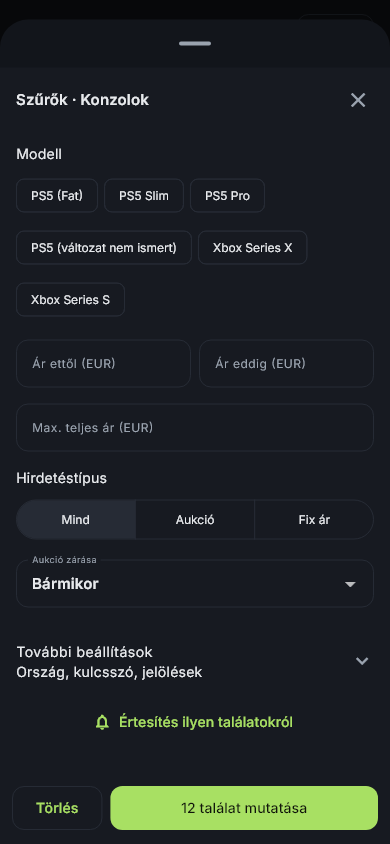 Szűrők · Konzolok
Modell
PS5 (Fat) PS5 Slim PS5 Pro
PS5 (változat nem ismert) Xbox Series X
Xbox Series S
Ár ettől (EUR) Ár eddig (EUR)
Max. teljes ár (EUR)
Hirdetéstípus
Mind Aukció Fix ár
Aukció zárása
Bármikor
További beállítások
Ország, kulcsszó, jelölések
Értesítés ilyen találatokról
Törlés 12 találat mutatása